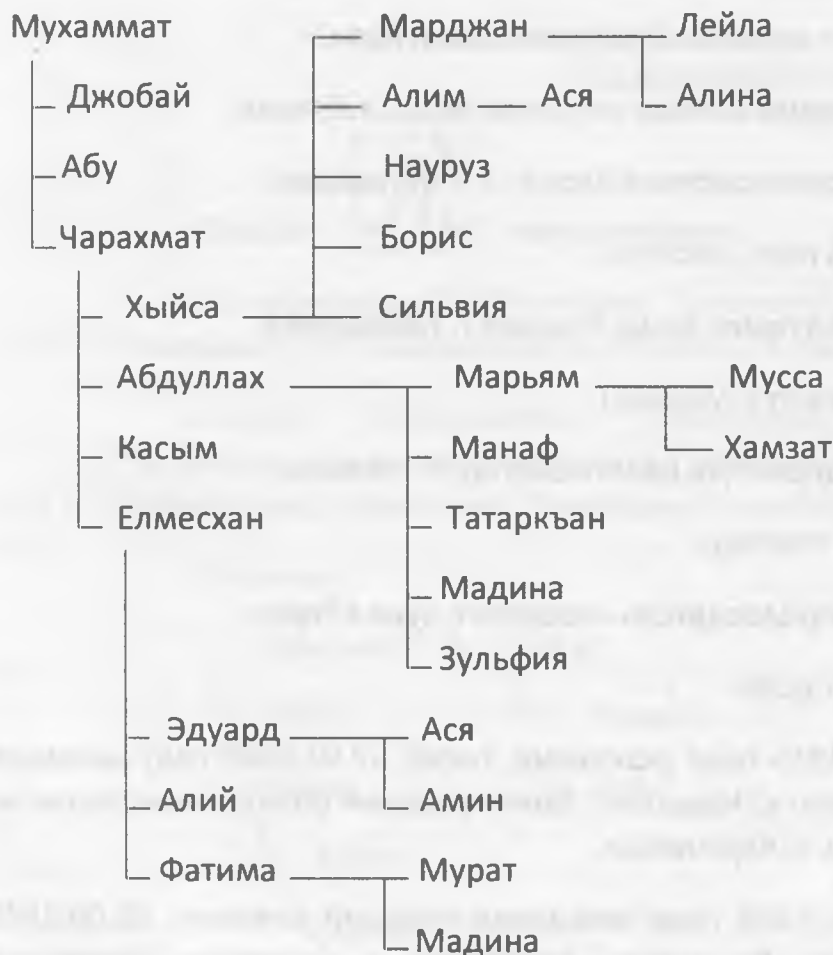 Мухаммат Марджан Лейла
Джобай Алим Ася Алина
Абу Науруз
Чарахмат Борис
Хыйса Сильвия
Абдуллах Марьям Мусса
Касым Манаф Хамзат
Елмесхан Татаркъан
Мадина
Зульфия
Эдуард Ася
Алий Амин
Фатима Мурат
Мадина